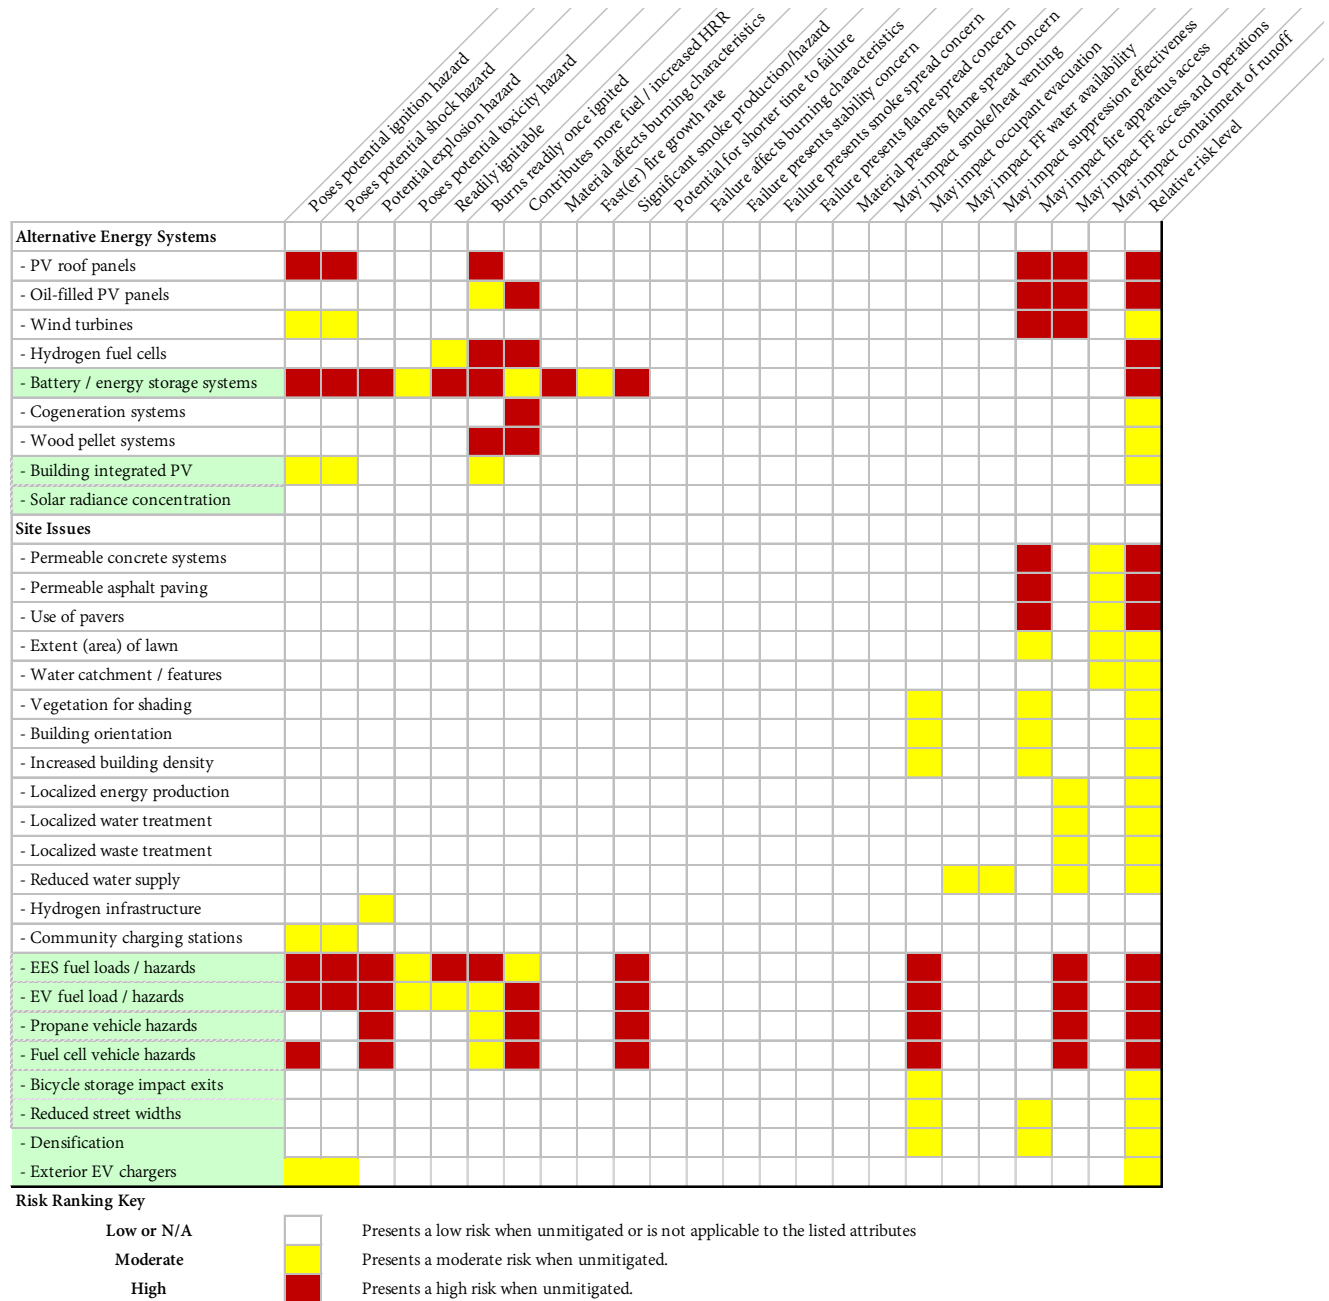 Poses potential ignition hazard
Poses potential shock hazard
Potential explosion hazard
Poses potential toxicity hazard
Readily ignitable
Burns readily once ignited
Contributes more fuel / increased HRR
Material affects burning characteristics
Fast(er) fire growth rate
Significant smoke production/hazard
Potential for shorter time to failure
Failure affects burning characteristics
Failure presents stability concern
Failure presents smoke spread concern
Failure presents flame spread concern
Material presents flame spread concern
May impact smoke/heat venting
May impact occupant evacuation
May impact FF water availability
May impact suppression effectiveness
May impact fire apparatus access
May impact FF access and operations
May impact containment of runoff
Relative risk level
Alternative Energy Systems
- PV roof panels
- Oil-filled PV panels
- Wind turbines
- Hydrogen fuel cells
- Battery / energy storage systems
- Cogeneration systems
- Wood pellet systems
- Building integrated PV
- Solar radiance concentration
Site Issues
- Permeable concrete systems
- Permeable asphalt paving
- Use of pavers
- Extent (area) of lawn
- Water catchment / features
- Vegetation for shading
- Building orientation
- Increased building density
- Localized energy production
- Localized water treatment
- Localized waste treatment
- Reduced water supply
- Hydrogen infrastructure
- Community charging stations
- EES fuel loads / hazards
- EV fuel load / hazards
- Propane vehicle hazards
- Fuel cell vehicle hazards
- Bicycle storage impact exits
- Reduced street widths
- Densification
- Exterior EV chargers
Risk Ranking Key
Low or N/A Presents a low risk when unmitigated or is not applicable to the listed attributes
Moderate Presents a moderate risk when unmitigated.
High Presents a high risk when unmitigated.